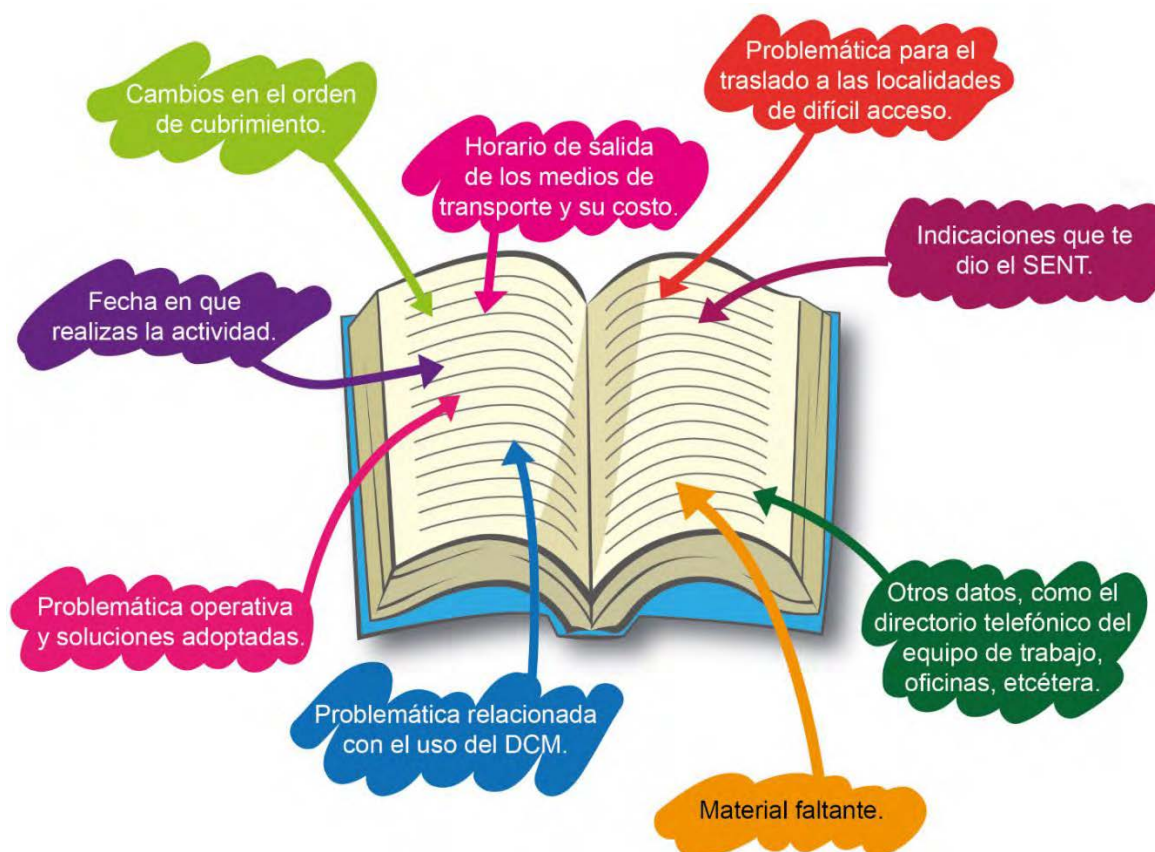 Cambios en el orden
de cubrimiento.
Horario de salida
de los medios de
transporte y su costo.
Problemática para el
traslado a las localidades
de difícil acceso.
Indicaciones que te
dio el SENT.
Fecha en que
realizas la actividad.
Problemática operativa
y soluciones adoptadas.
Problemática relacionada
con el uso del DCM.
Material faltante.
Otros datos, como el
directorio telefónico del
equipo de trabajo,
oficinas, etcétera.